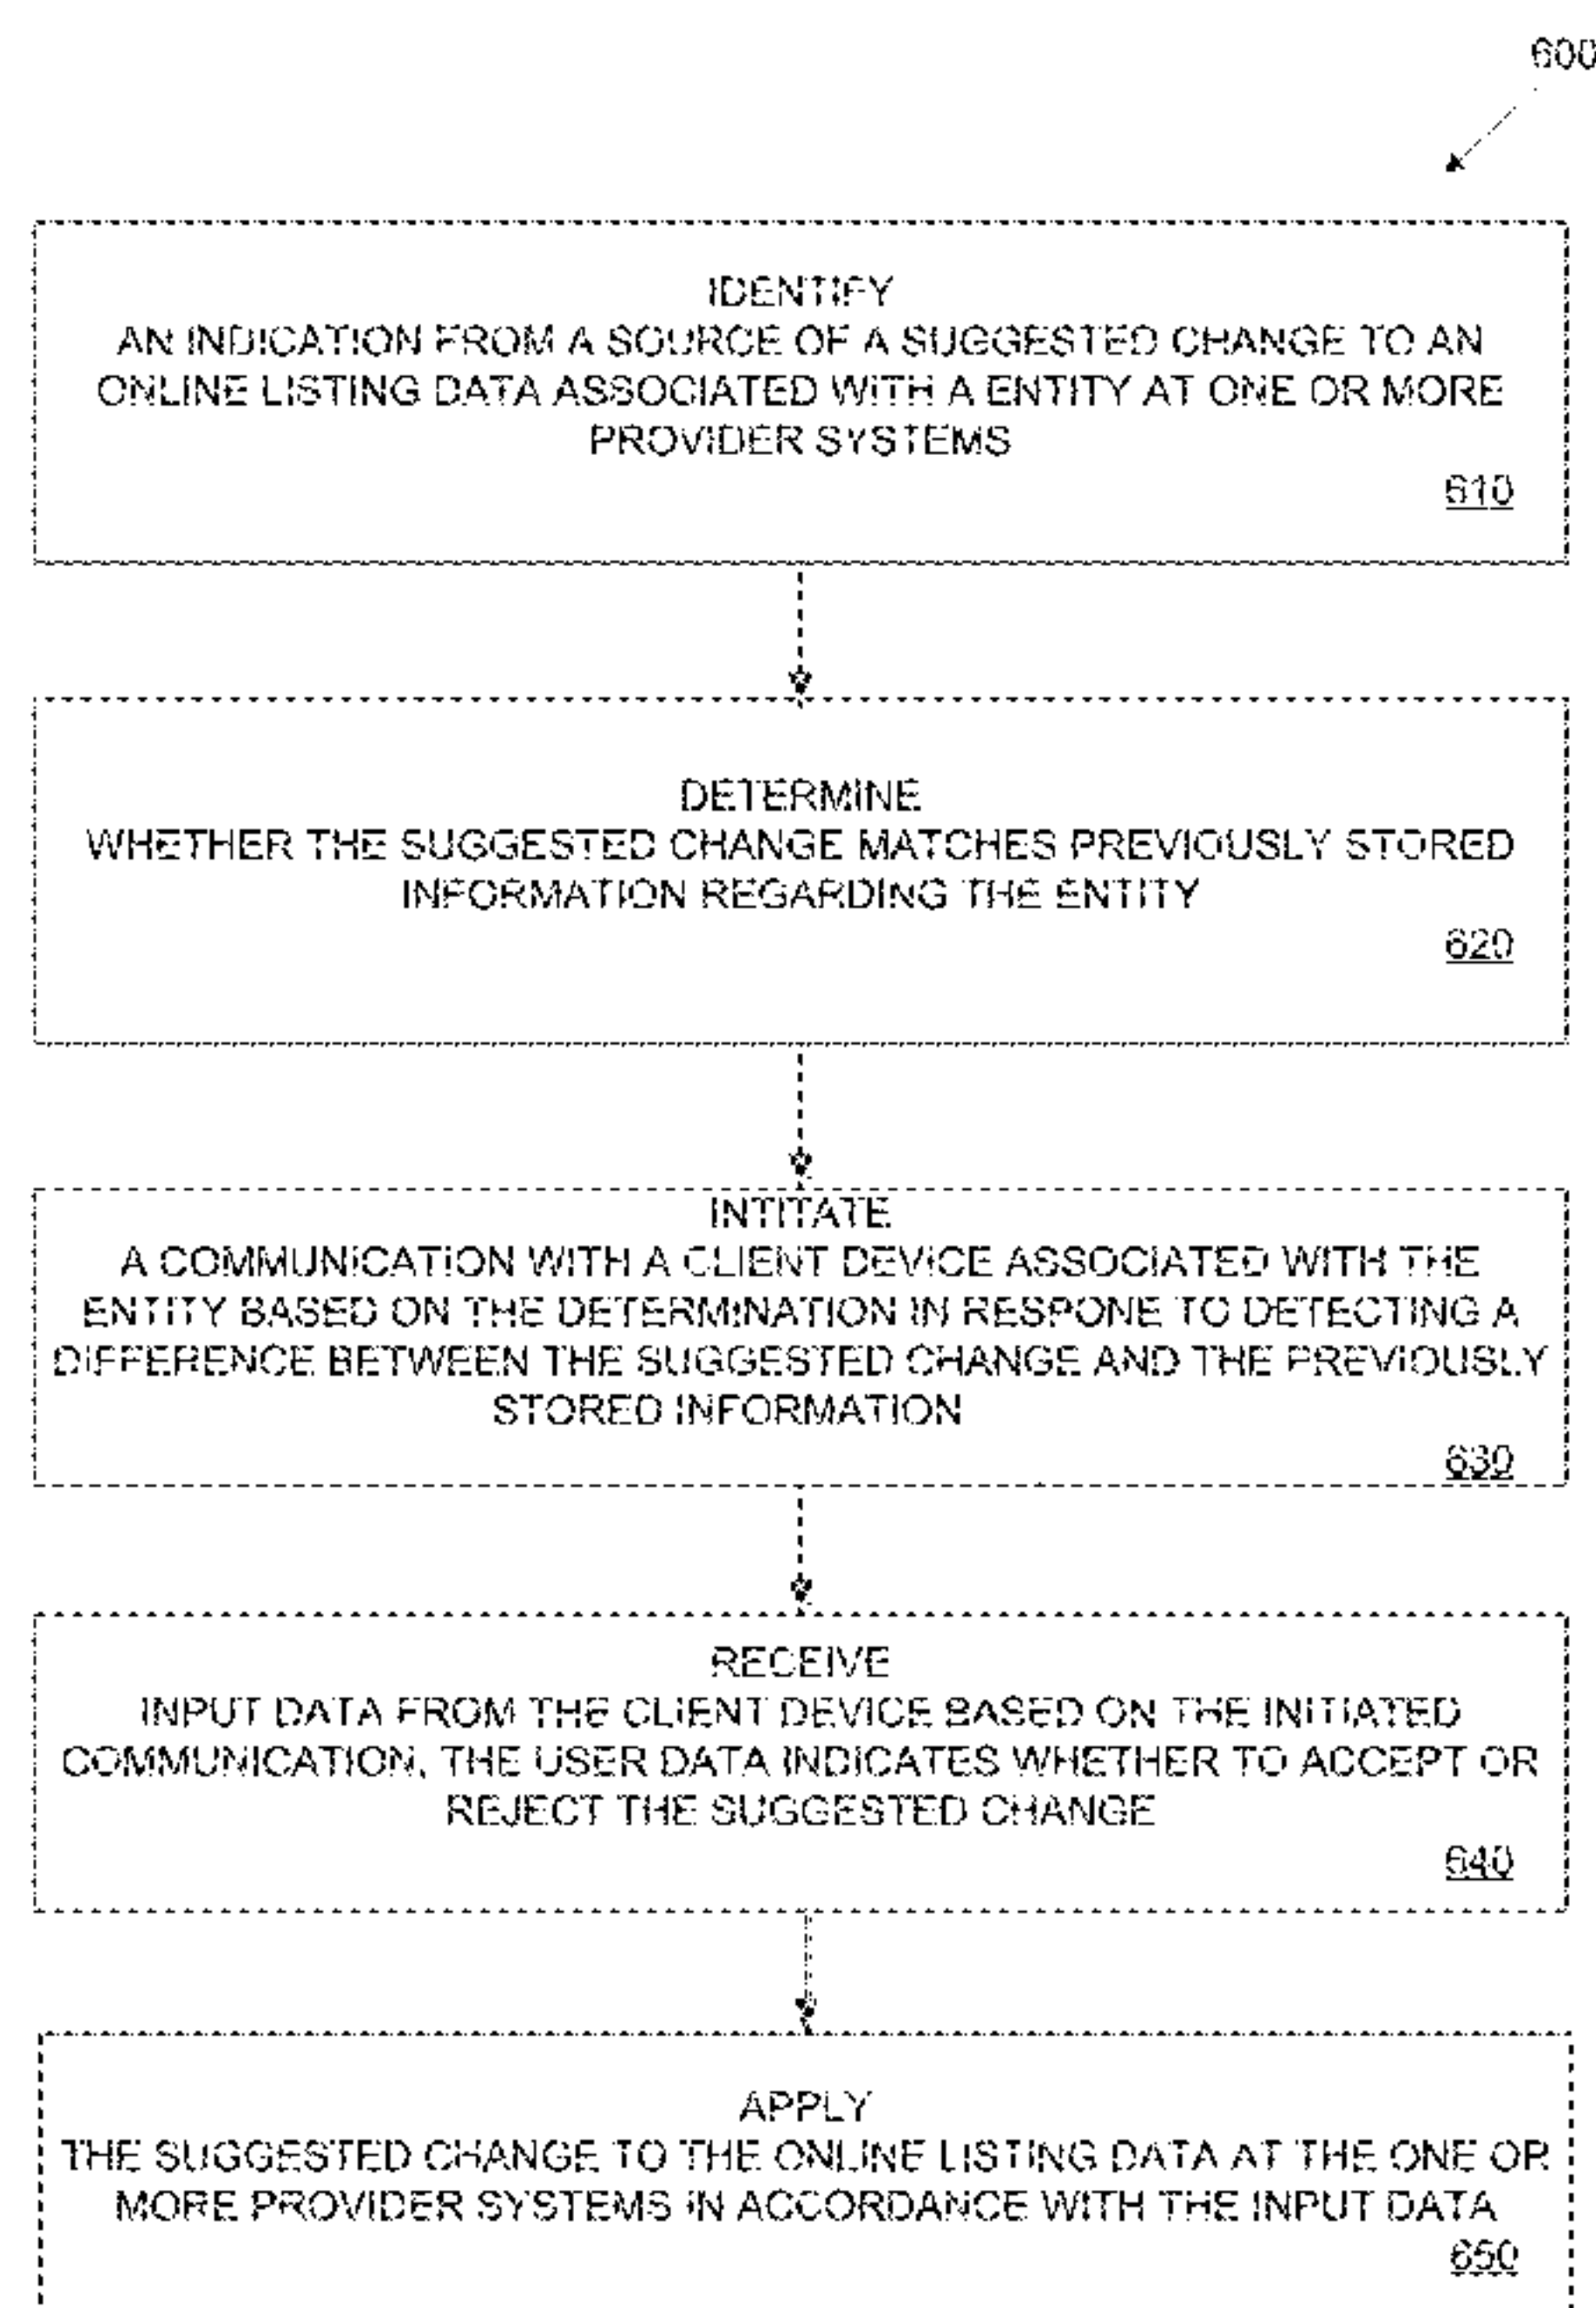 600
IDENTIFY
AN INDICATION FROM A SOURCE OF A SUGGESTED CHANGE TO AN
ONLINE LISTING DATA ASSOCIATED WITH A ENTITY AT ONE OR MORE
PROVIDER SYSTEMS
610
DETERMINE
WHETHER THE SUGGESTED CHANGE MATCHES PREVIOUSLY STORED
INFORMATION REGARDING THE ENTITY
620
INTITATE
A COMMUNICATION WITH A CLIENT DEVICE ASSOCIATED WITH THE
ENTITY BASED ON THE DETERMINATION IN RESPONE TO DETECTING A
DIFFERENCE BETWEEN THE SUGGESTED CHANGE AND THE PREVIOUSLY
STORED INFORMATION
630
RECEIVE
INPUT DATA FROM THE CLIENT DEVICE BASED ON THE INITIATED
COMMUNICATION, THE USER DATA INDICATES WHETHER TO ACCEPT OR
REJECT THE SUGGESTED CHANGE
640
APPLY
THE SUGGESTED CHANGE TO THE ONLINE LISTING DATA AT THE ONE OR
MORE PROVIDER SYSTEMS IN ACCORDANCE WITH THE INPUT DATA
650